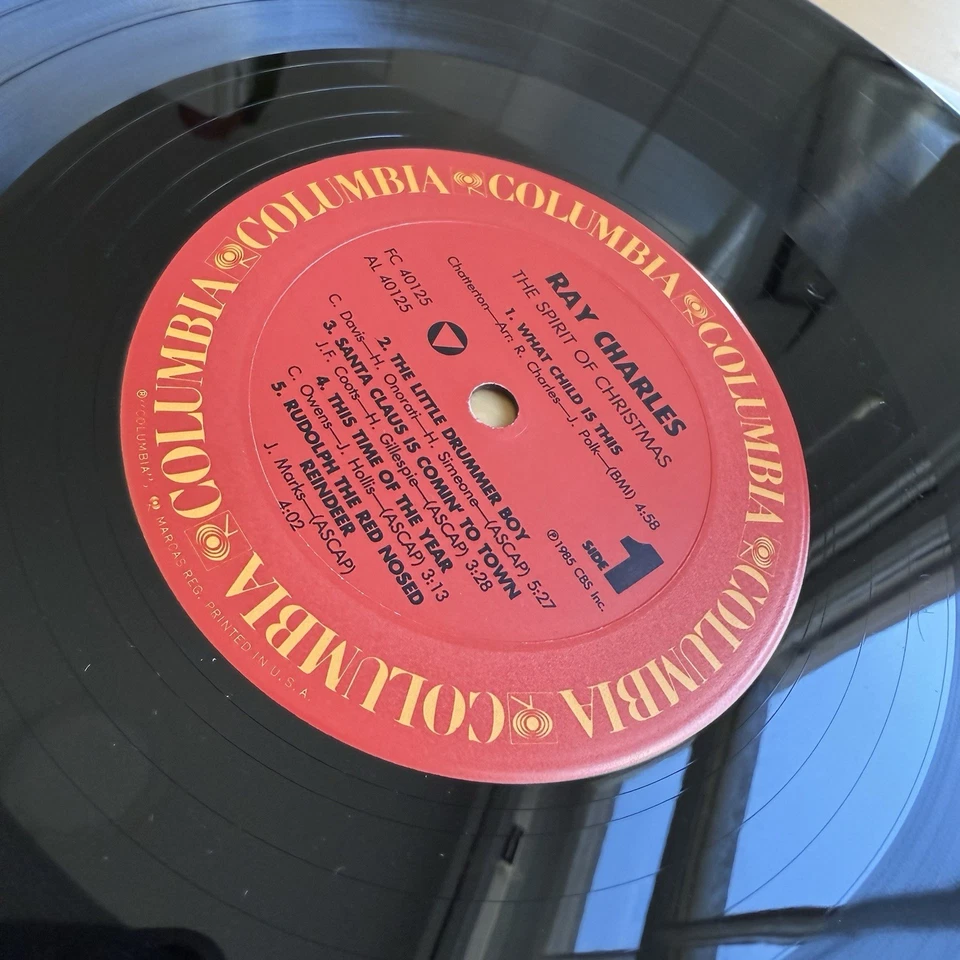 COLUMBIA COLUMBIA COLUMBIA COLUMBIA COLUMBIA COLUMBIA COLUMBIA
RAY CHARLES
THE SPIRIT OF CHRISTMAS
1. WHAT CHILD IS THIS
Chatterton—Arr. R. Charles—J. Polk—(BMI) 4:58
FC 40125
AL 40125
SIDE 1
℗1985 CBS Inc.
2. THE LITTLE DRUMMER BOY
C. Davis—H. Onorati—H. Simeone—(ASCAP) 5:27
3. SANTA CLAUS IS COMIN' TO TOWN
J.F. Coots—H. Gillespie—(ASCAP) 3:28
4. THIS TIME OF THE YEAR
C. Owens—J. Hollis—(ASCAP) 3:13
5. RUDOLPH THE RED NOSED
REINDEER
J. Marks—(ASCAP)
4:02
MARCAS REG. PRINTED IN U.S.A.